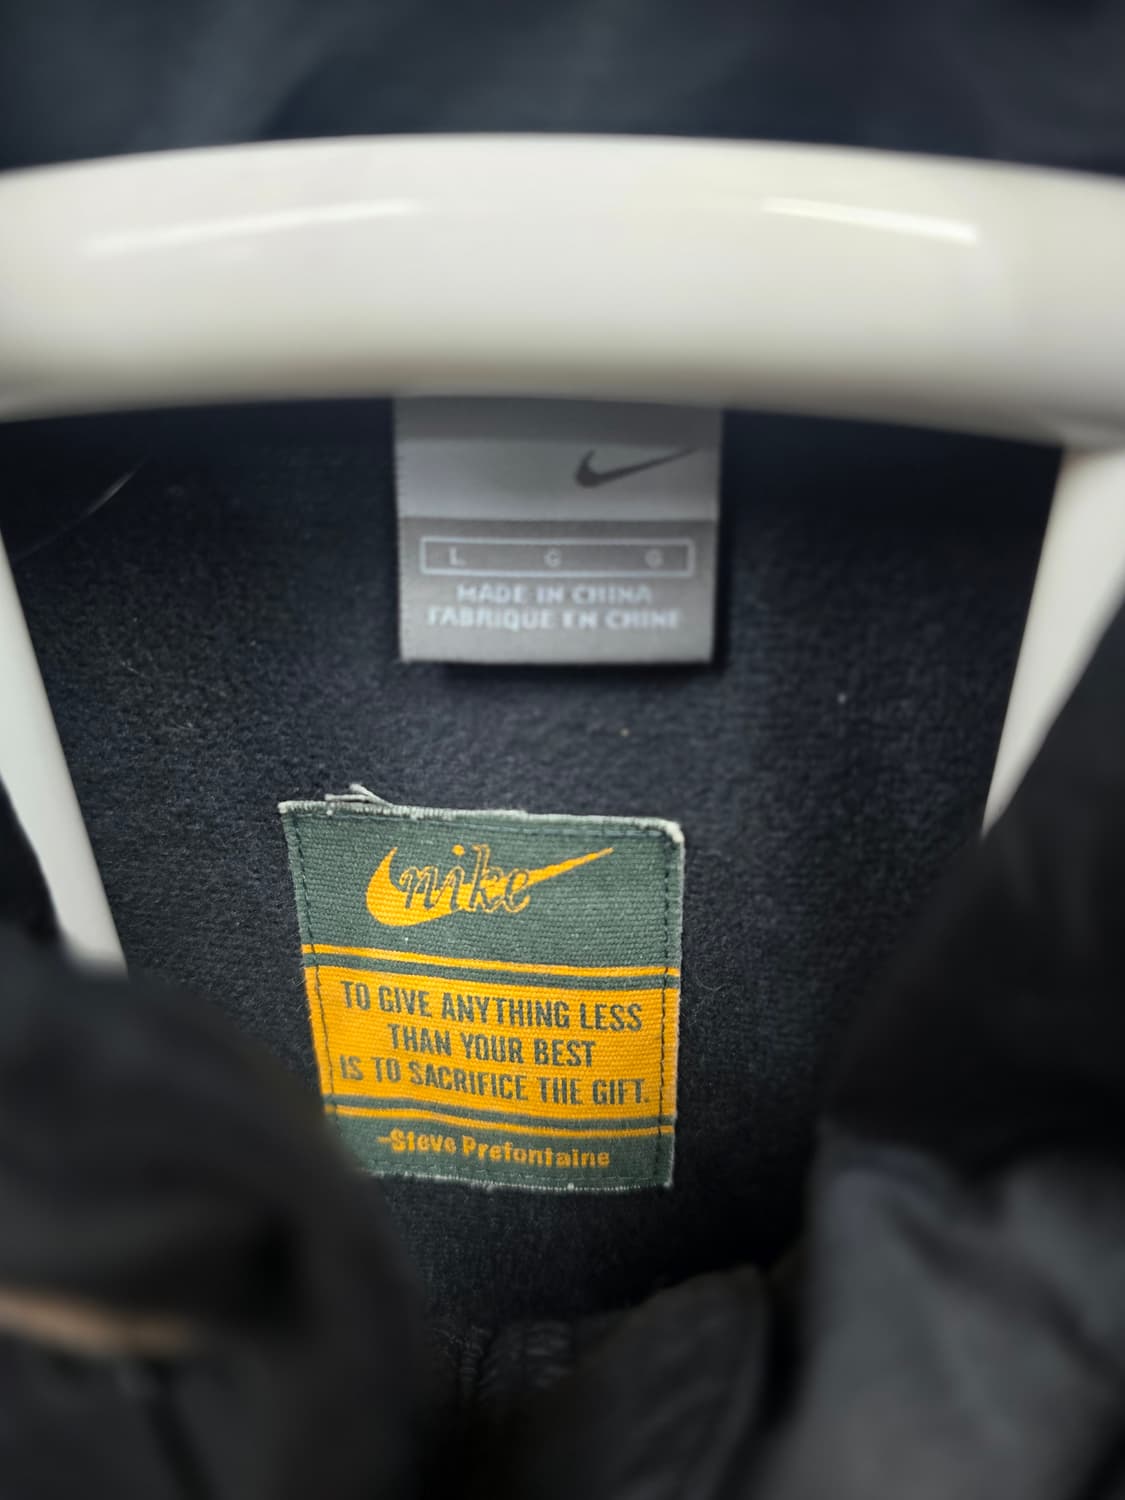 L G G
MADE IN CHINA
FABRIQUE EN CHINE
nike
TO GIVE ANYTHING LESS
THAN YOUR BEST
IS TO SACRIFICE THE GIFT.
-Steve Prefontaine